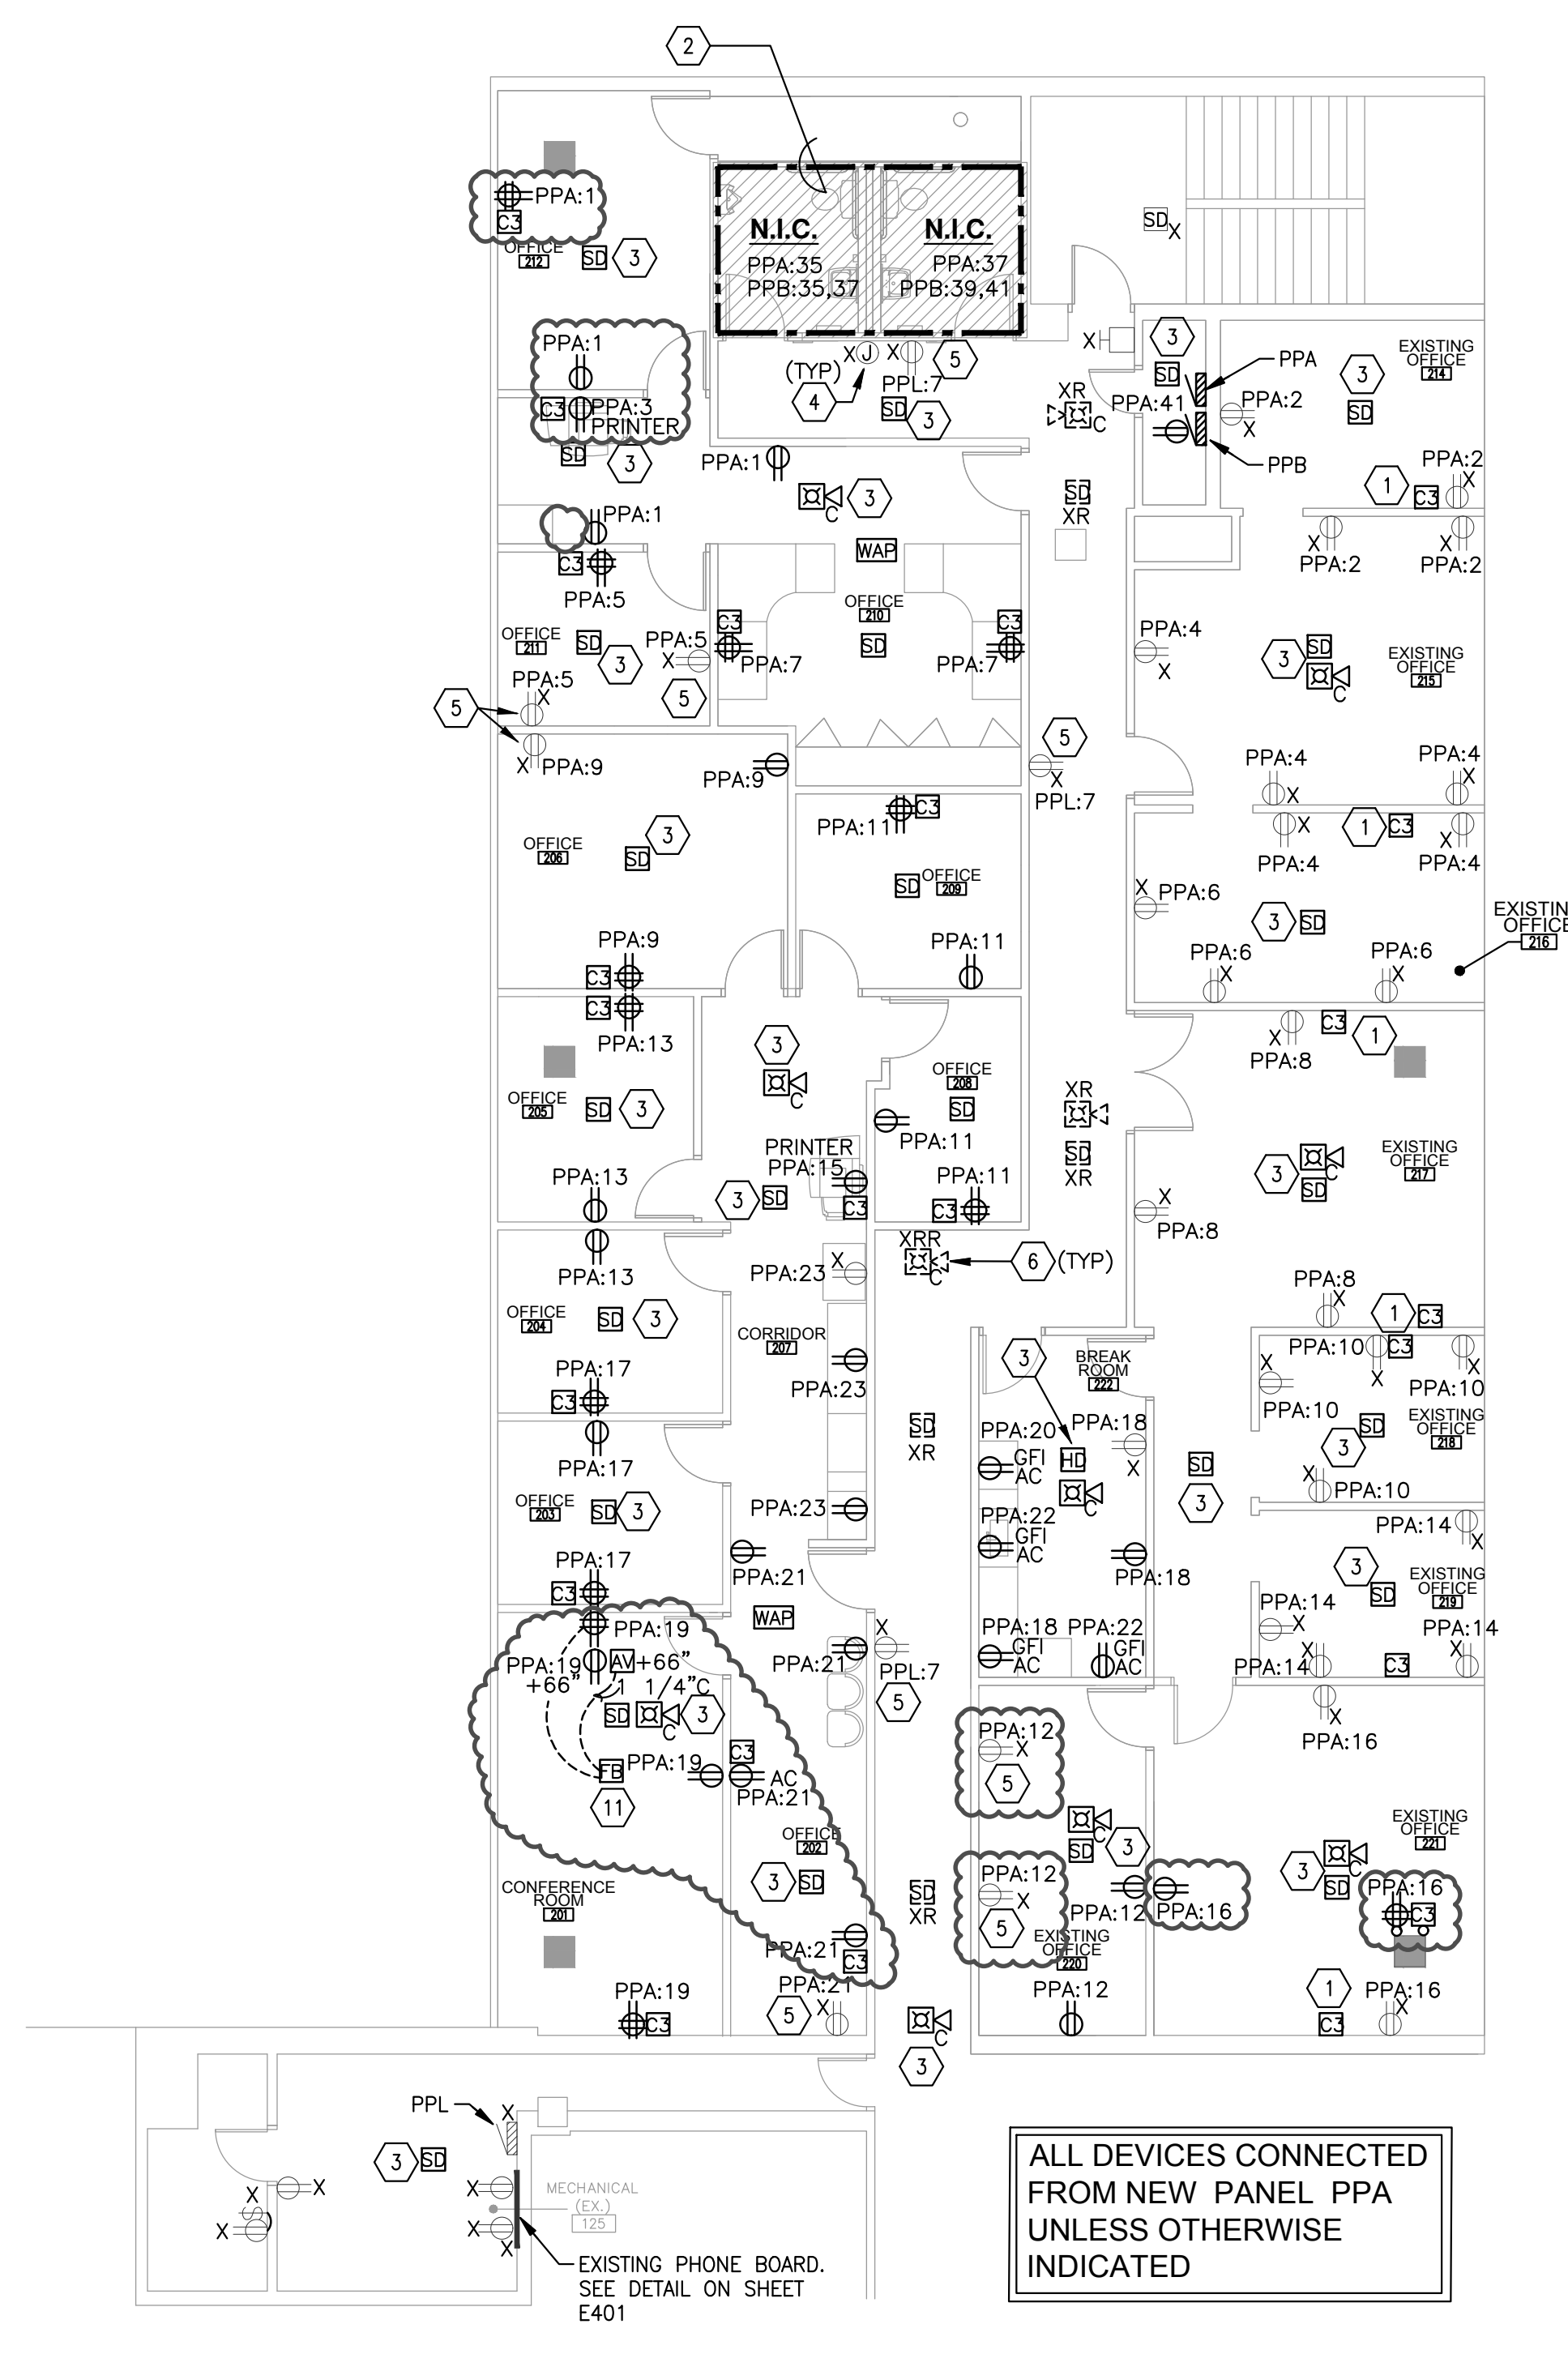 2
PPA:1
C3
OFFICE
212
SD
3
N.I.C.
PPA:35
PPB:35,37
N.I.C.
PPA:37
PPB:39,41
SD
X
PPA:1
C3
PPA:3
PRINTER
SD
3
(TYP)
4
X
J
X
PPL:7
5
SD
3
X
XR
C
3
SD
PPA
PPA:41
PPB
PPA:2
X
3
SD
EXISTING
OFFICE
214
PPA:2
X
1
C3
PPA:1
C
3
SD
XR
X
PPA:2
X
PPA:2
PPA:1
C3
PPA:5
WAP
OFFICE
210
SD
C3
PPA:7
C3
PPA:7
OFFICE
211
SD
3
PPA:5
X
5
PPA:5
X
5
X
PPA:9
PPA:4
X
3
SD
C
EXISTING
OFFICE
215
PPA:9
5
X
PPL:7
PPA:4
X
PPA:4
X
PPA:11
C3
X
PPA:4
1
C3
X
PPA:4
OFFICE
206
3
SD
SD
OFFICE
209
X
PPA:6
3
SD
EXISTIN
OFFICE
216
PPA:9
C3
PPA:11
PPA:6
X
PPA:6
X
C3
PPA:13
X
PPA:8
C3
1
3
C
OFFICE
208
SD
XR
OFFICE
205
SD
3
PPA:11
SD
XR
3
C
SD
EXISTING
OFFICE
217
PRINTER
PPA:15
C3
3
SD
PPA:13
PPA:11
C3
X
PPA:8
PPA:13
X
PPA:23
XRR
C
6
(TYP)
PPA:8
X
1
C3
OFFICE
204
SD
3
CORRIDOR
207
3
BREAK
ROOM
222
PPA:10
C3
X
X
PPA:10
X
PPA:10
PPA:17
C3
PPA:23
SD
XR
PPA:20
GFI
AC
HD
C
PPA:18
X
SD
3
SD
3
EXISTING
OFFICE
218
PPA:17
X
PPA:10
OFFICE
203
SD
3
PPA:23
PPA:22
GFI
AC
PPA:14
X
PPA:17
C3
PPA:21
PPA:18
3
SD
EXISTING
OFFICE
219
WAP
PPA:19
PPA:19
+66"
AV
+66"
1 1/4"C
PPA:21
X
PPL:7
5
PPA:18
GFI
AC
PPA:22
GFI
AC
PPA:14
X
X
PPA:14
C3
PPA:14
X
SD
C
3
FB
11
PPA:19
C3
AC
PPA:21
PPA:12
X
5
X
PPA:16
OFFICE
202
3
SD
C
SD
3
C
3
SD
EXISTING
OFFICE
221
CONFERENCE
ROOM
201
SD
XR
PPA:12
X
5
PPA:12
PPA:16
PPA:16
C3
PPA:21
C3
EXISTING
OFFICE
220
PPA:19
C3
5
PPA:21
X
C
3
PPA:12
1
C3
PPA:16
X
PPL
X
3
SD
X
X
S
X
X
X
MECHANICAL
(EX.)
125
EXISTING PHONE BOARD.
SEE DETAIL ON SHEET
E401
ALL DEVICES CONNECTED
FROM NEW PANEL PPA
UNLESS OTHERWISE
INDICATED